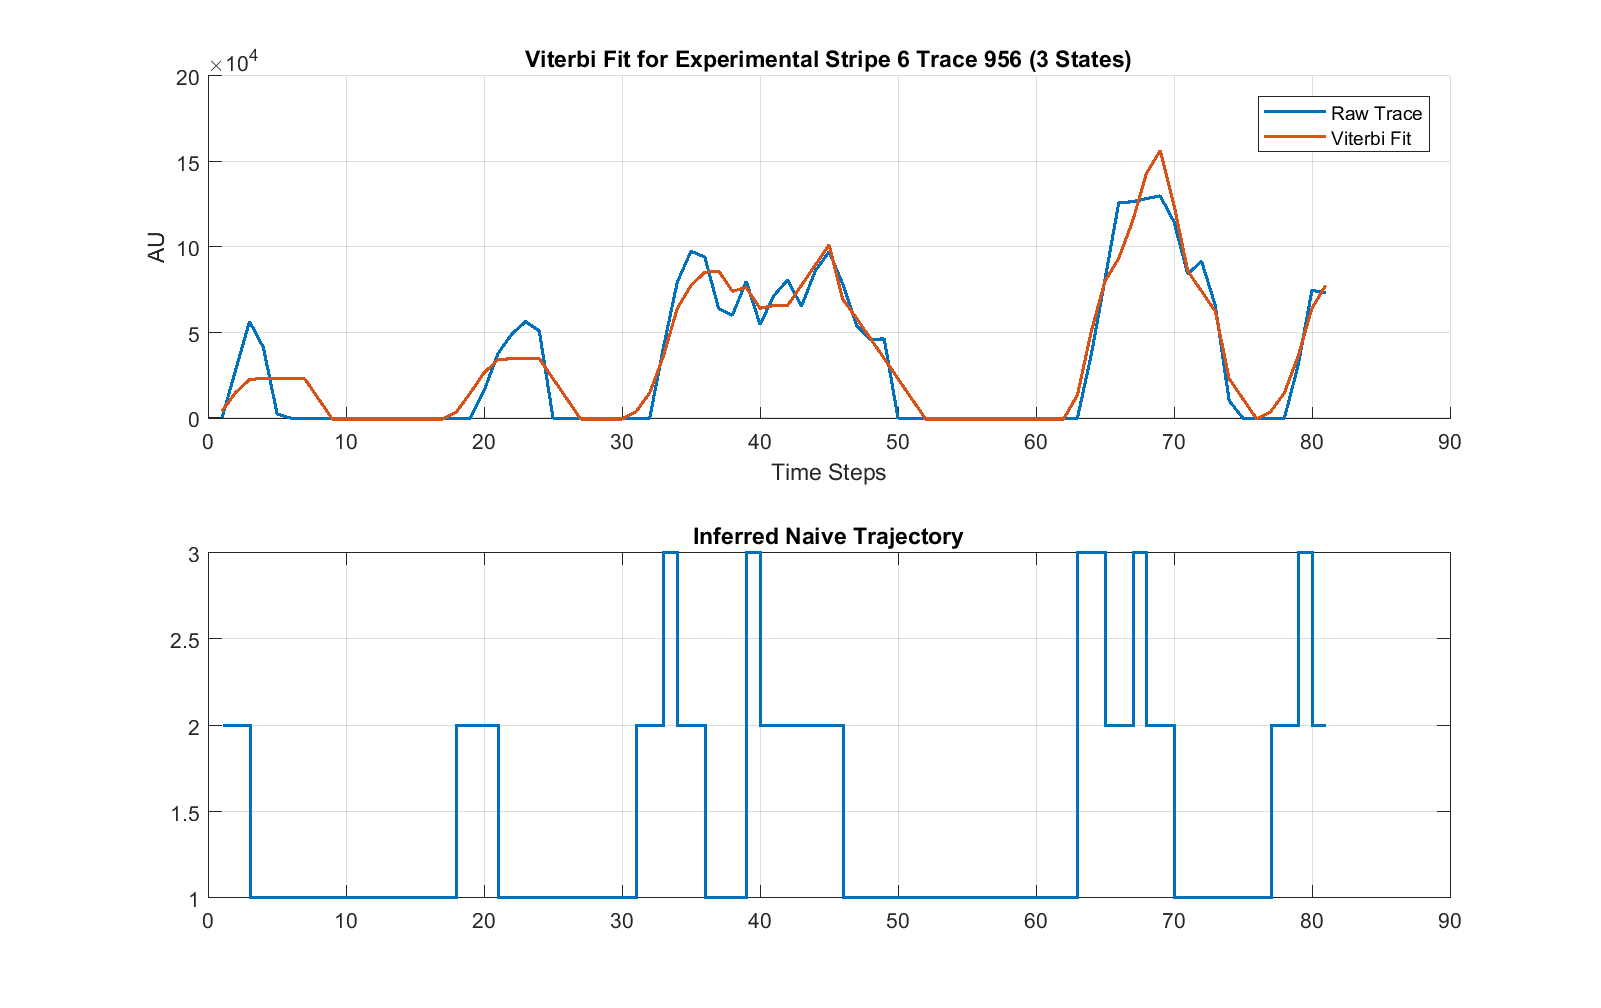 Viterbi Fit for Experimental Stripe 6 Trace 956 (3 States)
×10^4
20
15
10
5
0
AU
Raw Trace
Viterbi Fit
0 10 20 30 40 50 60 70 80 90
Time Steps
Inferred Naive Trajectory
3
2.5
2
1.5
1
0 10 20 30 40 50 60 70 80 90